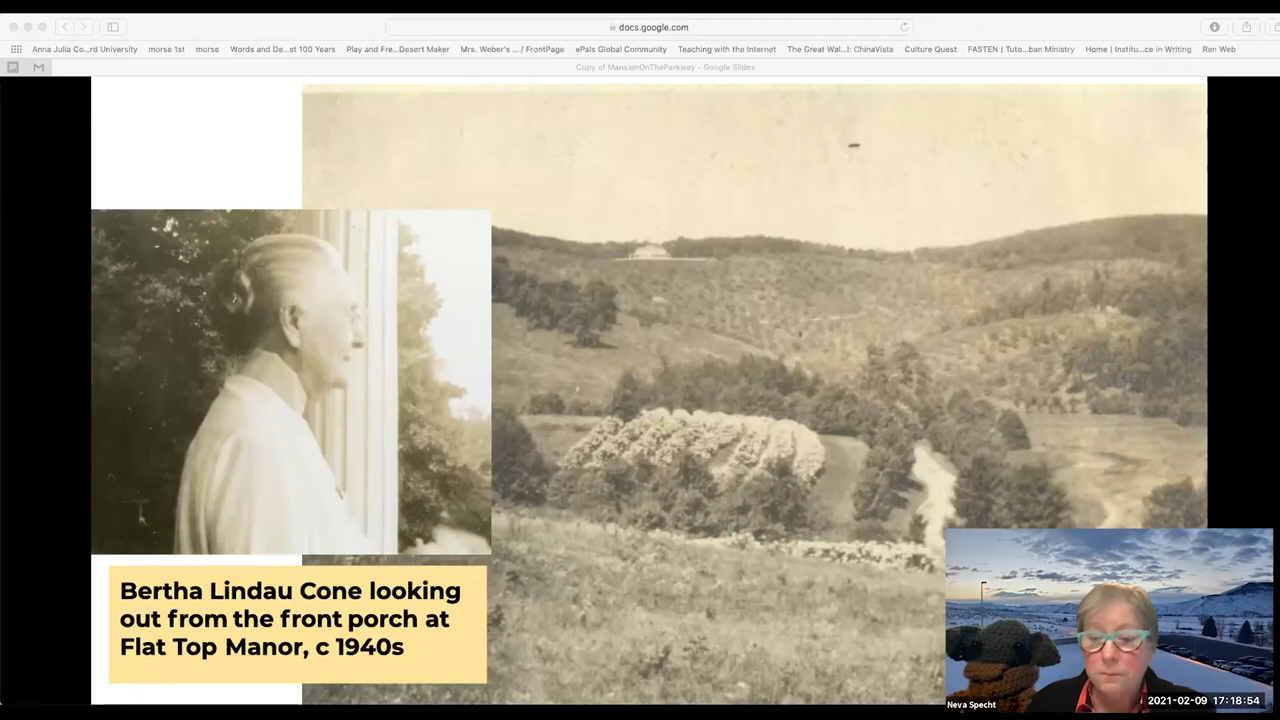 docs.google.com
Anna Julia Co...rd University morse 1st morse Words and De...st 100 Years Play and Fre...Desert Maker Mrs. Weber's ... / FrontPage ePals Global Community Teaching with the Internet The Great Wal...l: ChinaVista Culture Quest FASTEN | Tuto...ban Ministry Home | Institu...ce in Writing Ren Web
Copy of MansionOnTheParkway - Google Slides
Bertha Lindau Cone looking
out from the front porch at
Flat Top Manor, c 1940s
2021-02-09 17:18:54
Neva Specht